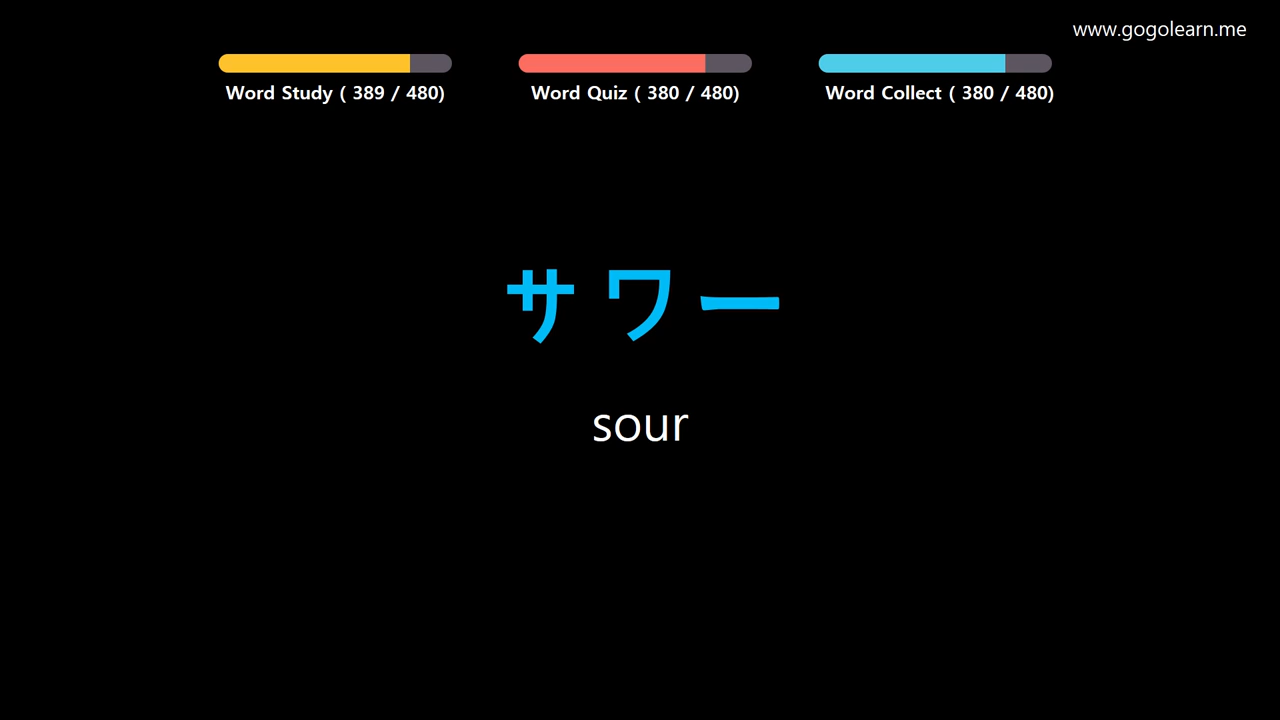 www.gogolearn.me
Word Study ( 389 / 480)
Word Quiz ( 380 / 480)
Word Collect ( 380 / 480)
サワー
sour